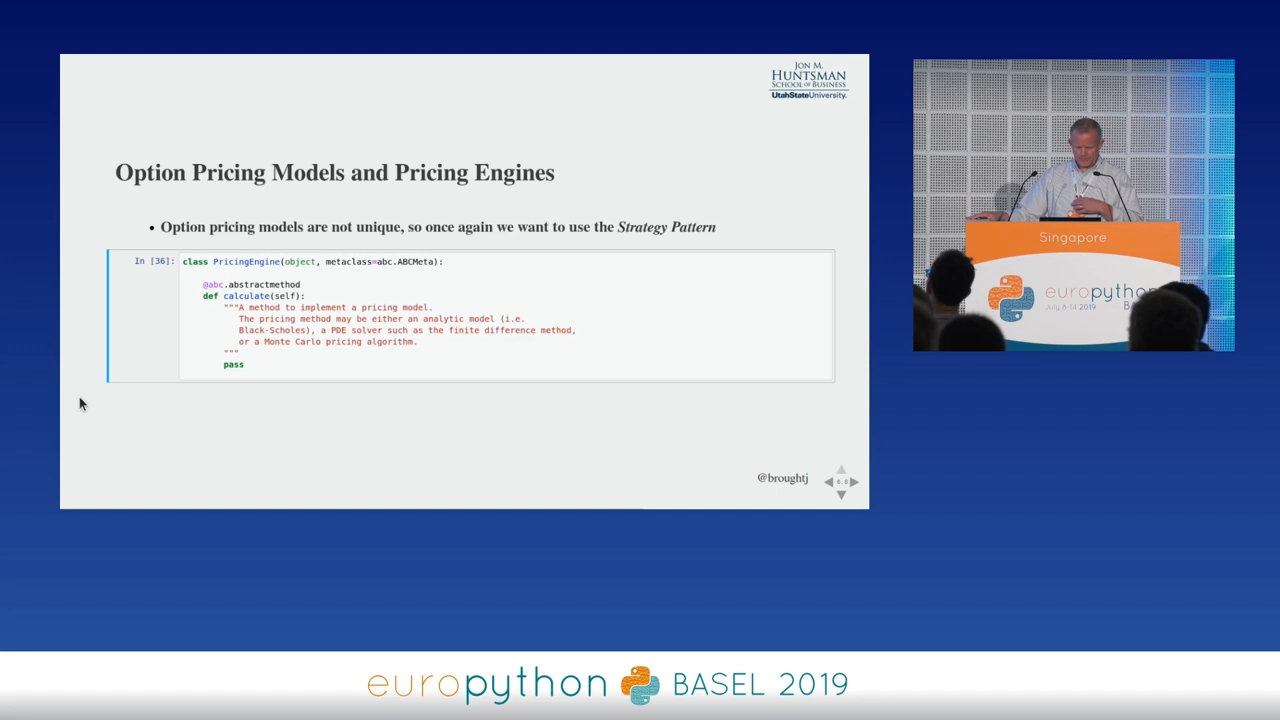 JON M.
HUNTSMAN
SCHOOL OF BUSINESS
UtahStateUniversity.
Option Pricing Models and Pricing Engines
• Option pricing models are not unique, so once again we want to use the Strategy Pattern
In [36]: class PricingEngine(object, metaclass=abc.ABCMeta):
@abc.abstractmethod
def calculate(self):
"""A method to implement a pricing model.
The pricing method may be either an analytic model (i.e.
Black-Scholes), a PDE solver such as the finite difference method,
or a Monte Carlo pricing algorithm.
"""
pass
@broughtj
Singapore
europython
July 8-14 2019
europython BASEL 2019